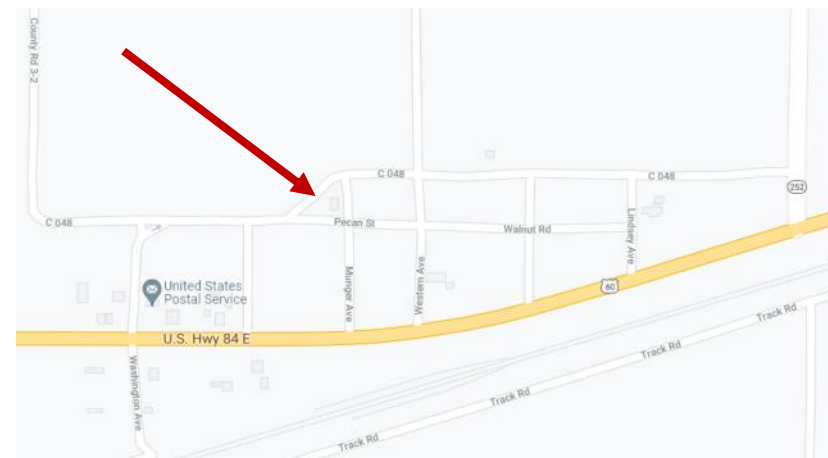 County Rd 3-2
C 048
C 048
252
C 048
Pecan St
Walnut Rd
Lindsey Ave
United States
Postal Service
Munger Ave
Western Ave
60
U.S. Hwy 84 E
Track Rd
Track Rd
Washington Ave
Track Rd
Track Rd